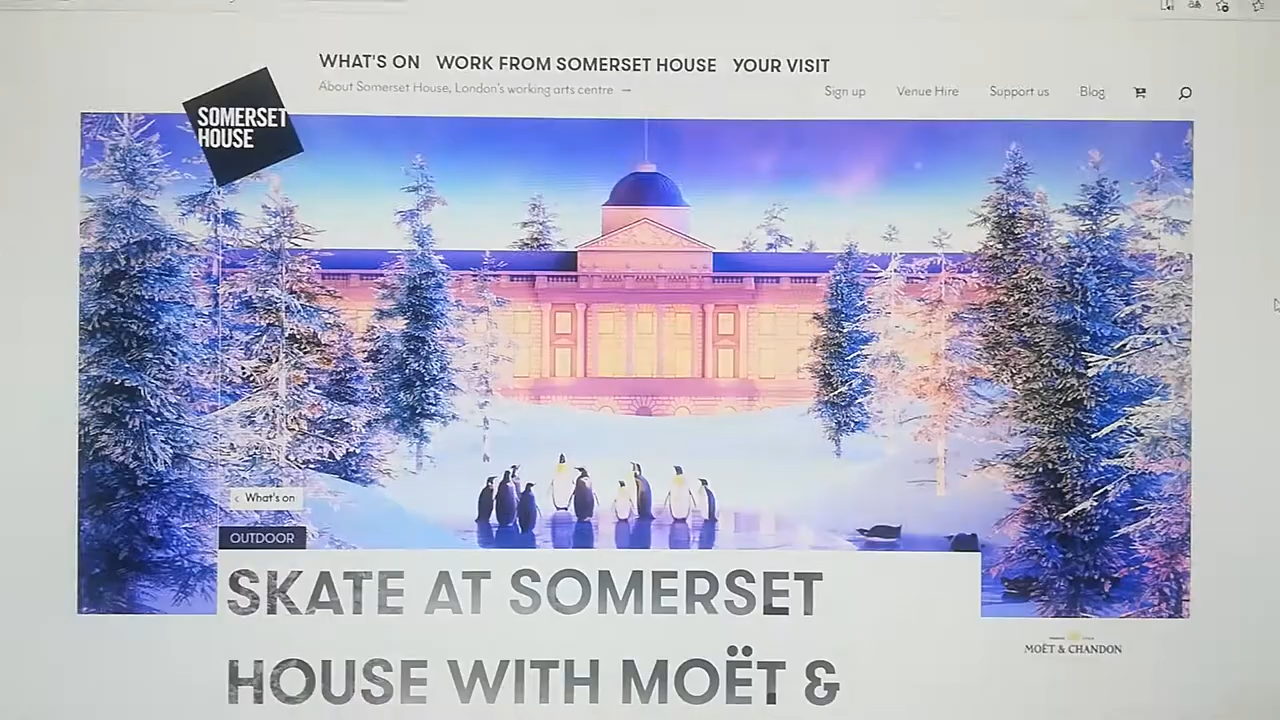 WHAT'S ON WORK FROM SOMERSET HOUSE YOUR VISIT
About Somerset House, London's working arts centre →
Sign up Venue Hire Support us Blog
SOMERSET
HOUSE
‹ What's on
OUTDOOR
SKATE AT SOMERSET
HOUSE WITH MOËT &
MOËT & CHANDON